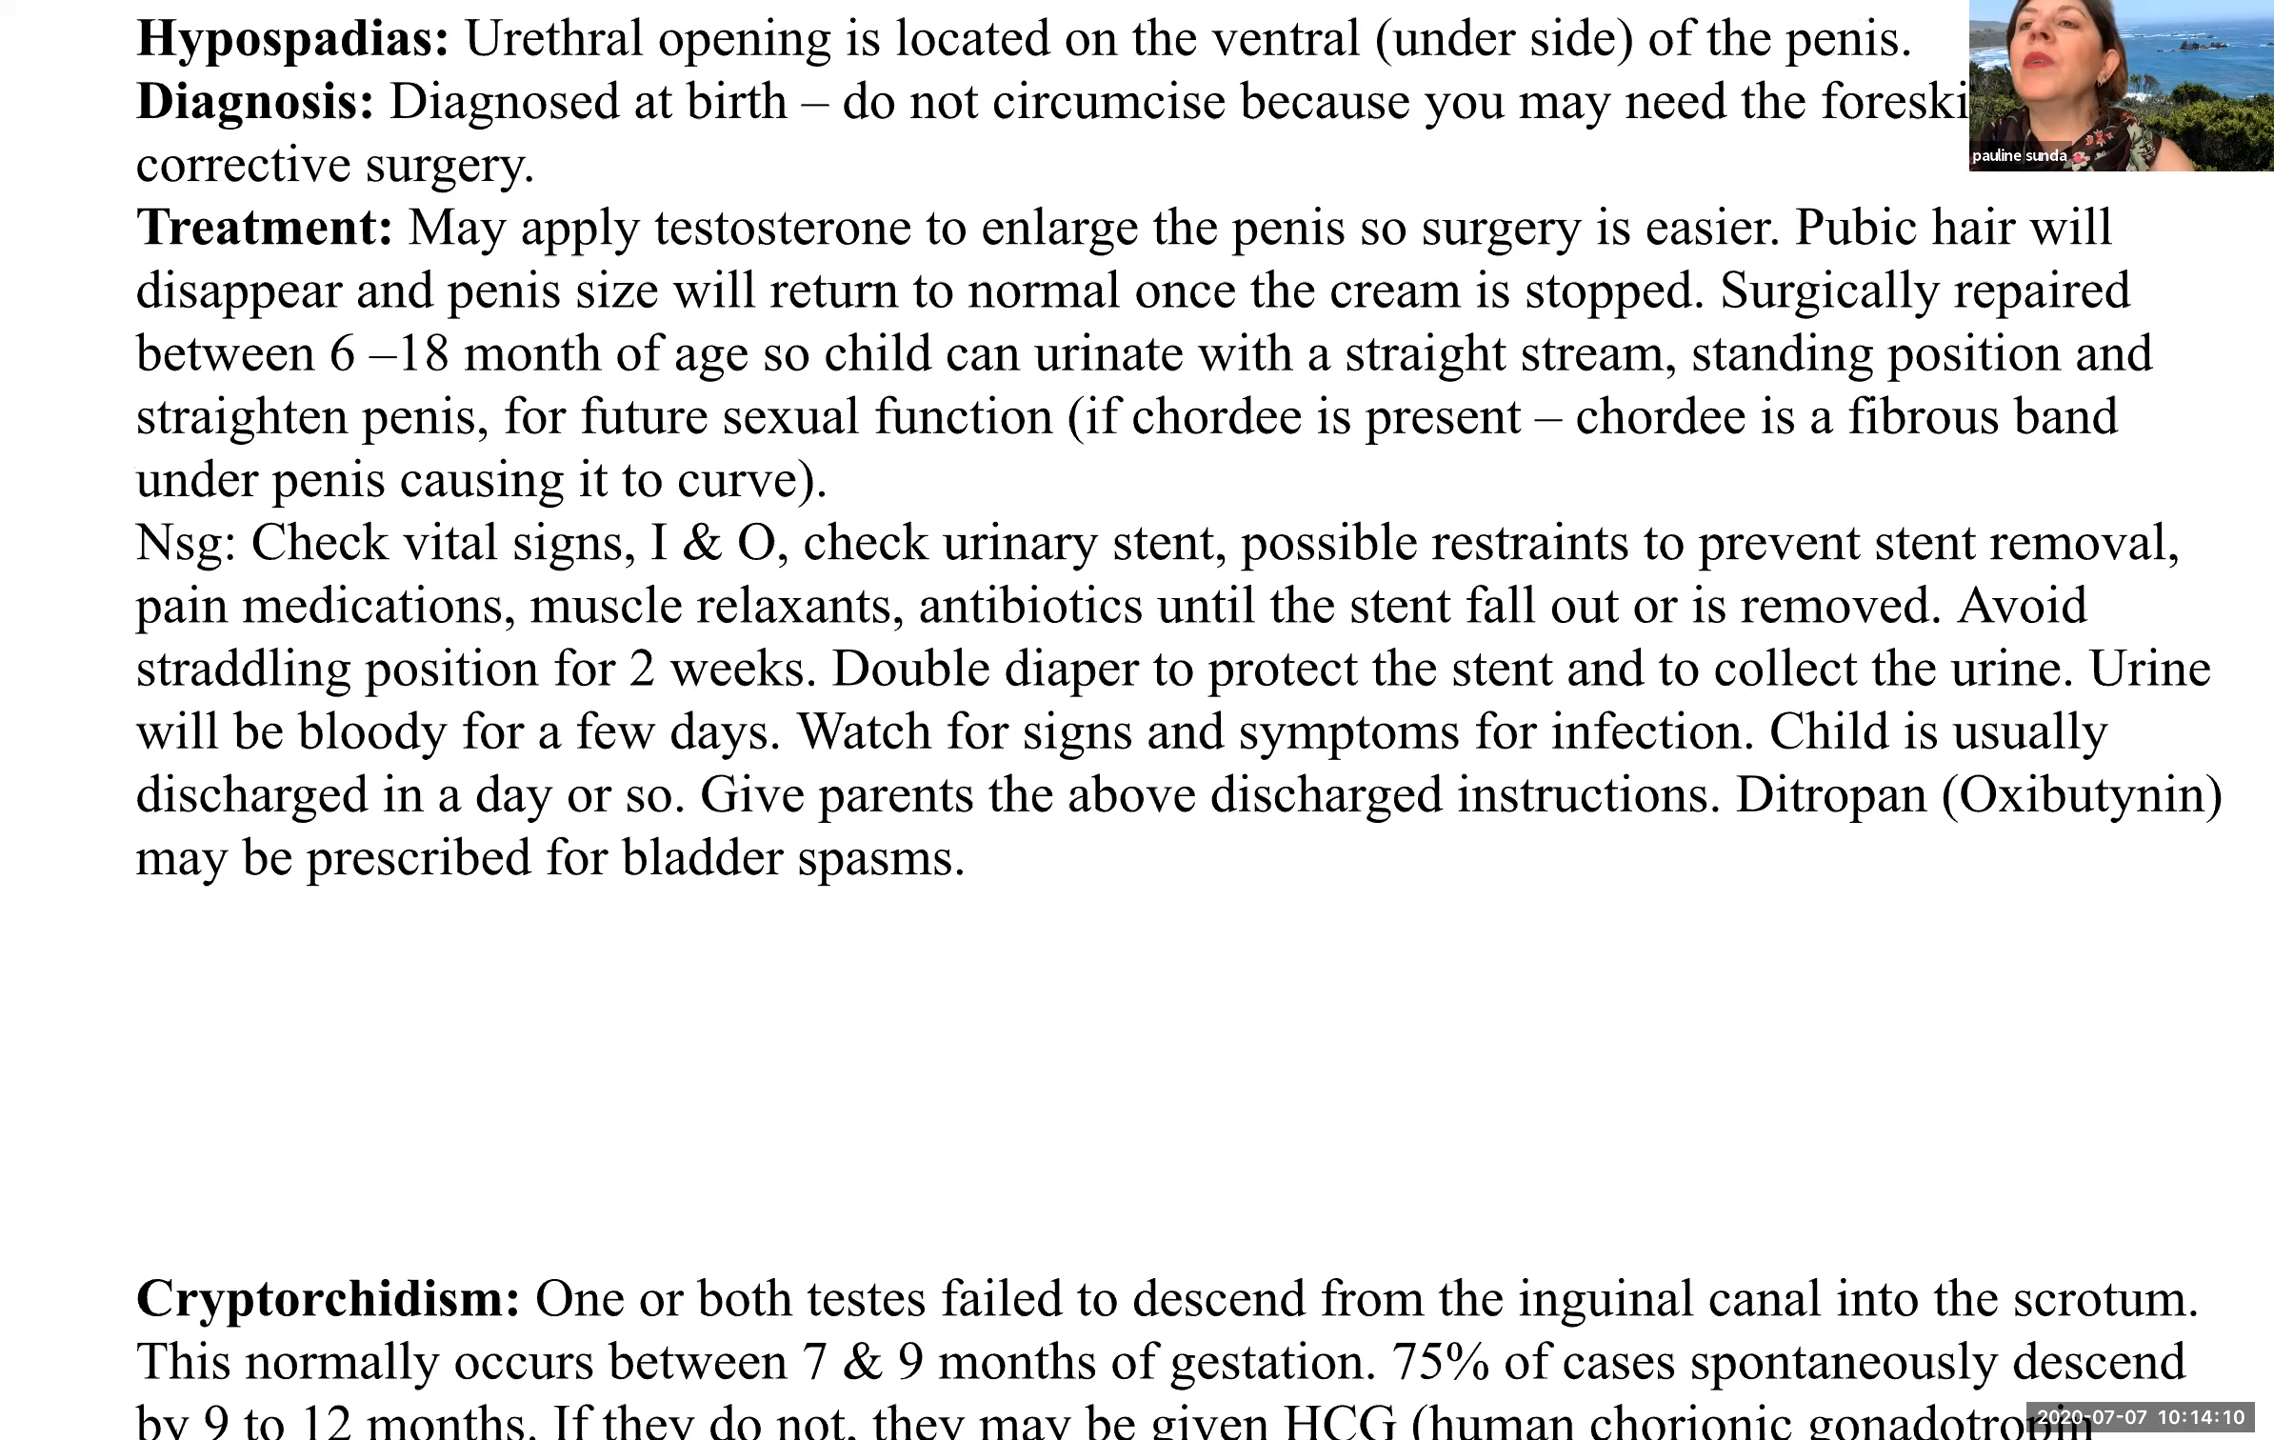 Hypospadias: Urethral opening is located on the ventral (under side) of the penis.
Diagnosis: Diagnosed at birth – do not circumcise because you may need the foreski
corrective surgery.
pauline sunda
Treatment: May apply testosterone to enlarge the penis so surgery is easier. Pubic hair will
disappear and penis size will return to normal once the cream is stopped. Surgically repaired
between 6 –18 month of age so child can urinate with a straight stream, standing position and
straighten penis, for future sexual function (if chordee is present – chordee is a fibrous band
under penis causing it to curve).
Nsg: Check vital signs, I & O, check urinary stent, possible restraints to prevent stent removal,
pain medications, muscle relaxants, antibiotics until the stent fall out or is removed. Avoid
straddling position for 2 weeks. Double diaper to protect the stent and to collect the urine. Urine
will be bloody for a few days. Watch for signs and symptoms for infection. Child is usually
discharged in a day or so. Give parents the above discharged instructions. Ditropan (Oxibutynin)
may be prescribed for bladder spasms.
Cryptorchidism: One or both testes failed to descend from the inguinal canal into the scrotum.
This normally occurs between 7 & 9 months of gestation. 75% of cases spontaneously descend
by 9 to 12 months. If they do not, they may be given HCG (human chorionic gonadotropin
2020-07-07 10:14:10